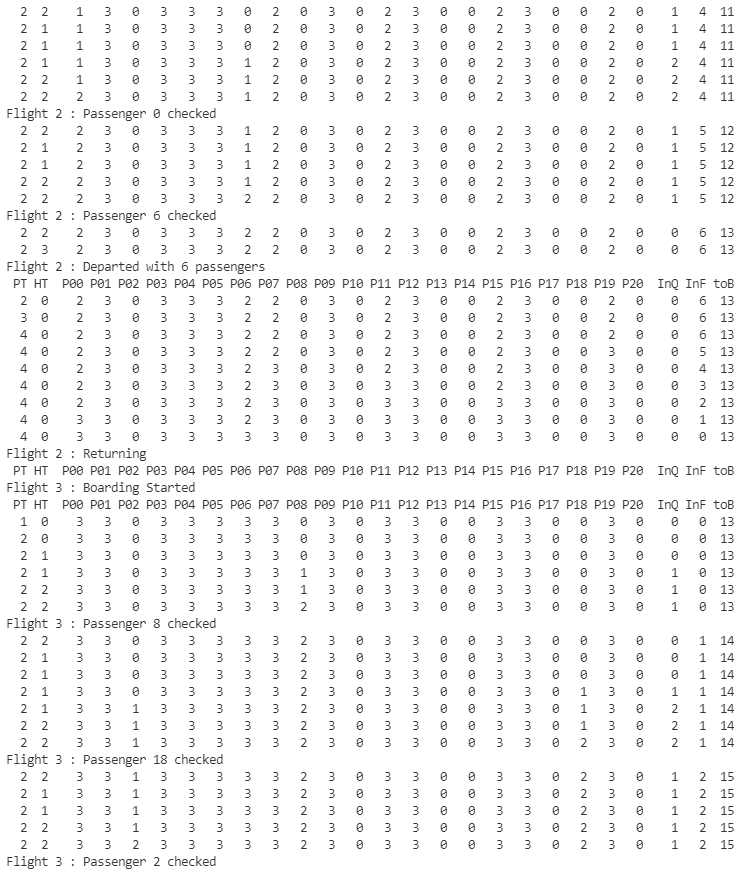 2 2 1 3 0 3 3 3 0 2 0 3 0 2 3 0 0 2 3 0 0 2 0 1 4 11
2 1 1 3 0 3 3 3 0 2 0 3 0 2 3 0 0 2 3 0 0 2 0 1 4 11
2 1 1 3 0 3 3 3 0 2 0 3 0 2 3 0 0 2 3 0 0 2 0 1 4 11
2 1 1 3 0 3 3 3 1 2 0 3 0 2 3 0 0 2 3 0 0 2 0 2 4 11
2 2 1 3 0 3 3 3 1 2 0 3 0 2 3 0 0 2 3 0 0 2 0 2 4 11
2 2 2 3 0 3 3 3 1 2 0 3 0 2 3 0 0 2 3 0 0 2 0 2 4 11
Flight 2 : Passenger 0 checked
2 2 2 3 0 3 3 3 1 2 0 3 0 2 3 0 0 2 3 0 0 2 0 1 5 12
2 1 2 3 0 3 3 3 1 2 0 3 0 2 3 0 0 2 3 0 0 2 0 1 5 12
2 1 2 3 0 3 3 3 1 2 0 3 0 2 3 0 0 2 3 0 0 2 0 1 5 12
2 2 2 3 0 3 3 3 1 2 0 3 0 2 3 0 0 2 3 0 0 2 0 1 5 12
2 2 2 3 0 3 3 3 2 2 0 3 0 2 3 0 0 2 3 0 0 2 0 1 5 12
Flight 2 : Passenger 6 checked
2 2 2 3 0 3 3 3 2 2 0 3 0 2 3 0 0 2 3 0 0 2 0 0 6 13
2 3 2 3 0 3 3 3 2 2 0 3 0 2 3 0 0 2 3 0 0 2 0 0 6 13
Flight 2 : Departed with 6 passengers
PT HT P00 P01 P02 P03 P04 P05 P06 P07 P08 P09 P10 P11 P12 P13 P14 P15 P16 P17 P18 P19 P20 InQ InF toB
2 0 2 3 0 3 3 3 2 2 0 3 0 2 3 0 0 2 3 0 0 2 0 0 6 13
3 0 2 3 0 3 3 3 2 2 0 3 0 2 3 0 0 2 3 0 0 2 0 0 6 13
4 0 2 3 0 3 3 3 2 2 0 3 0 2 3 0 0 2 3 0 0 2 0 0 6 13
4 0 2 3 0 3 3 3 2 2 0 3 0 2 3 0 0 2 3 0 0 3 0 0 5 13
4 0 2 3 0 3 3 3 2 2 0 3 0 3 3 0 0 2 3 0 0 3 0 0 4 13
4 0 2 3 0 3 3 3 2 2 0 3 0 3 3 0 0 2 3 0 0 3 0 0 3 13
4 0 2 3 0 3 3 3 2 2 0 3 0 3 3 0 0 3 3 0 0 3 0 0 2 13
4 0 3 3 0 3 3 3 2 3 0 3 0 3 3 0 0 3 3 0 0 3 0 0 1 13
4 0 3 3 0 3 3 3 3 3 0 3 0 3 3 0 0 3 3 0 0 3 0 0 0 13
Flight 2 : Returning
PT HT P00 P01 P02 P03 P04 P05 P06 P07 P08 P09 P10 P11 P12 P13 P14 P15 P16 P17 P18 P19 P20 InQ InF toB
Flight 3 : Boarding Started
PT HT P00 P01 P02 P03 P04 P05 P06 P07 P08 P09 P10 P11 P12 P13 P14 P15 P16 P17 P18 P19 P20 InQ InF toB
1 0 3 3 0 3 3 3 3 3 0 3 0 3 3 0 0 3 3 0 0 3 0 0 0 13
2 0 3 3 0 3 3 3 3 3 0 3 0 3 3 0 0 3 3 0 0 3 0 0 0 13
2 1 3 3 0 3 3 3 3 3 0 3 0 3 3 0 0 3 3 0 0 3 0 0 0 13
2 1 3 3 0 3 3 3 3 3 1 3 0 3 3 0 0 3 3 0 0 3 0 1 0 13
2 2 3 3 0 3 3 3 3 3 1 3 0 3 3 0 0 3 3 0 0 3 0 1 0 13
2 2 3 3 0 3 3 3 3 3 2 3 0 3 3 0 0 3 3 0 0 3 0 1 0 13
Flight 3 : Passenger 8 checked
2 2 3 3 0 3 3 3 3 3 2 3 0 3 3 0 0 3 3 0 0 3 0 0 1 14
2 1 3 3 0 3 3 3 3 3 2 3 0 3 3 0 0 3 3 0 0 3 0 0 1 14
2 1 3 3 0 3 3 3 3 3 2 3 0 3 3 0 0 3 3 0 0 3 0 0 1 14
2 1 3 3 0 3 3 3 3 3 2 3 0 3 3 0 0 3 3 0 1 3 0 1 1 14
2 1 3 3 1 3 3 3 3 3 2 3 0 3 3 0 0 3 3 0 1 3 0 2 1 14
2 2 3 3 1 3 3 3 3 3 2 3 0 3 3 0 0 3 3 0 1 3 0 2 1 14
2 2 3 3 1 3 3 3 3 3 2 3 0 3 3 0 0 3 3 0 2 3 0 2 1 14
Flight 3 : Passenger 18 checked
2 2 3 3 1 3 3 3 3 3 2 3 0 3 3 0 0 3 3 0 2 3 0 1 2 15
2 1 3 3 1 3 3 3 3 3 2 3 0 3 3 0 0 3 3 0 2 3 0 1 2 15
2 1 3 3 1 3 3 3 3 3 2 3 0 3 3 0 0 3 3 0 2 3 0 1 2 15
2 2 3 3 1 3 3 3 3 3 2 3 0 3 3 0 0 3 3 0 2 3 0 1 2 15
2 2 3 3 2 3 3 3 3 3 2 3 0 3 3 0 0 3 3 0 2 3 0 1 2 15
Flight 3 : Passenger 2 checked